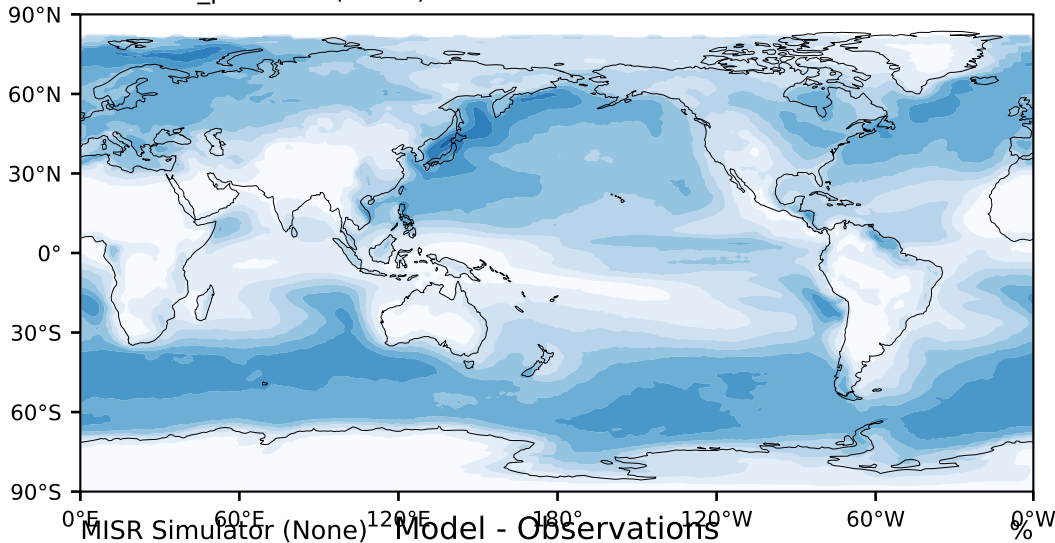 90°N
60°N
30°N
0°
30°S
60°S
90°S
0°E 60°E 120°E 180° 120°W 60°W 0°W
MISR Simulator (None) Model - Observations %